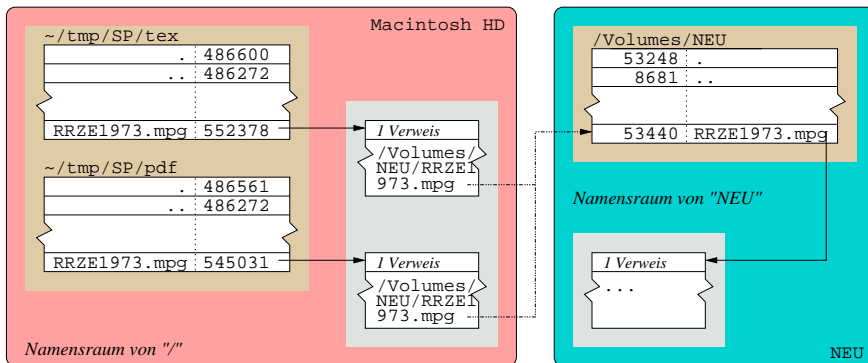 Macintosh HD
~/tmp/SP/tex
. 486600
.. 486272
RRZE1973.mpg 552378
~/tmp/SP/pdf
. 486561
.. 486272
RRZE1973.mpg 545031
1 Verweis
/Volumes/
NEU/RRZE1
973.mpg
1 Verweis
/Volumes/
NEU/RRZE1
973.mpg
Namensraum von "/"
/Volumes/NEU
53248 .
8681 ..
53440 RRZE1973.mpg
Namensraum von "NEU"
1 Verweis
...
NEU